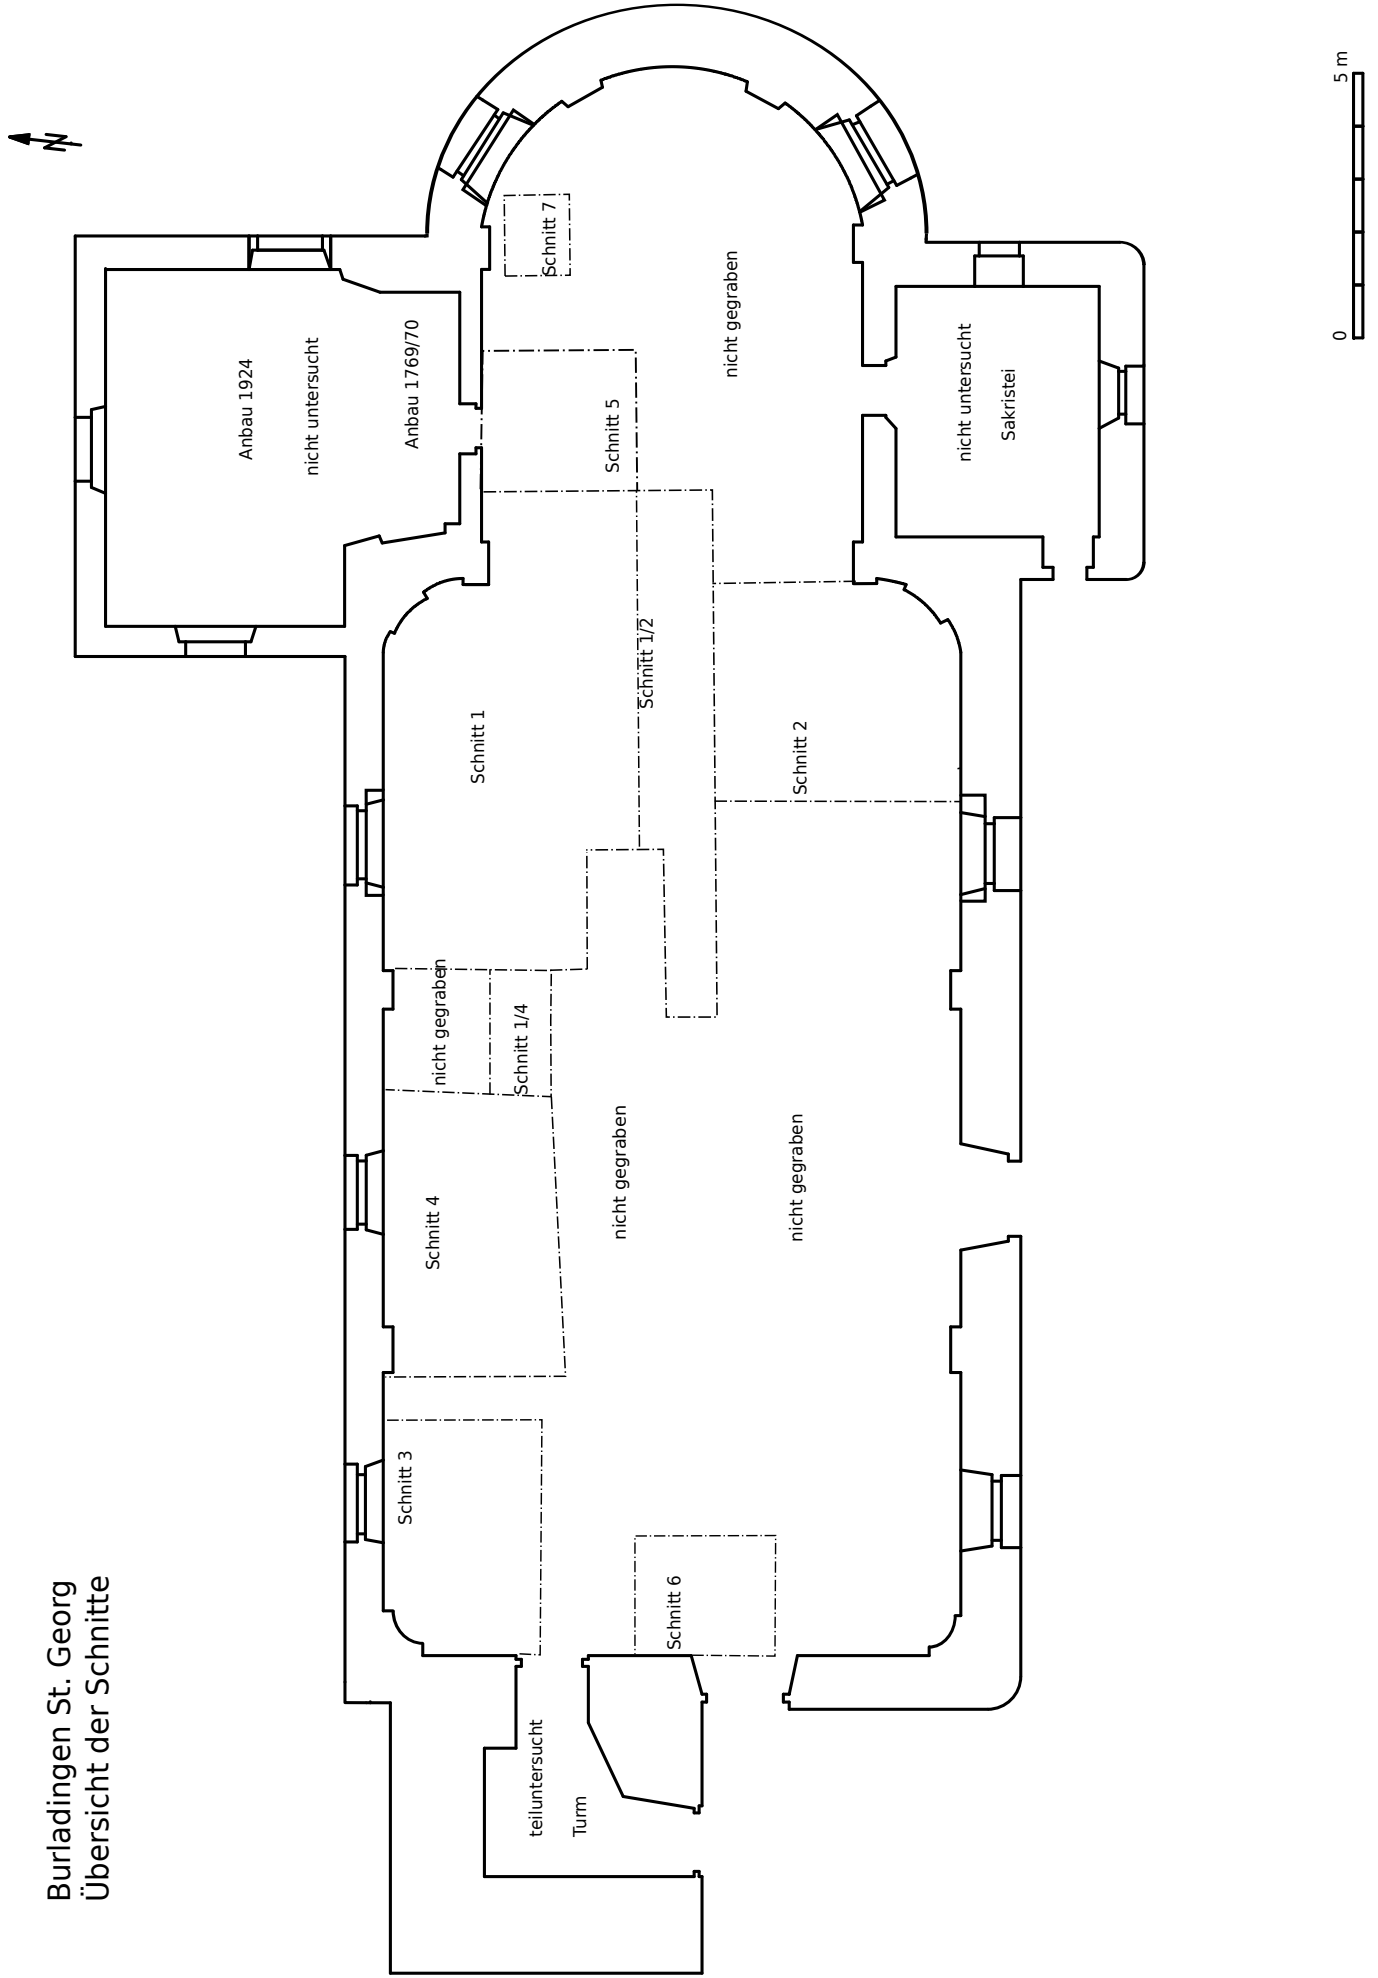 Burladingen St. Georg
Übersicht der Schnitte
N
Anbau 1924
nicht untersucht
Anbau 1769/70
Schnitt 7
nicht gegraben
Schnitt 5
nicht untersucht
Sakristei
Schnitt 1
Schnitt 1/2
Schnitt 2
nicht gegraben
Schnitt 1/4
Schnitt 4
nicht gegraben
nicht gegraben
Schnitt 3
Schnitt 6
teiluntersucht
Turm
0
5 m